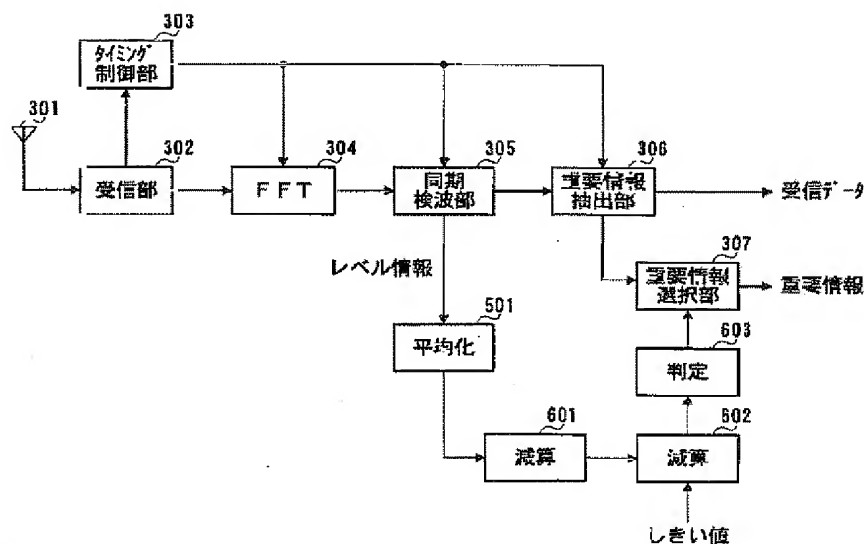 303
タイミング
制御部
301
302
受信部
304
FFT
305
同期
検波部
306
重要情報
抽出部
受信データ
レベル情報
307
重要情報
選択部
重要情報
501
平均化
603
判定
601
減算
602
減算
しきい値